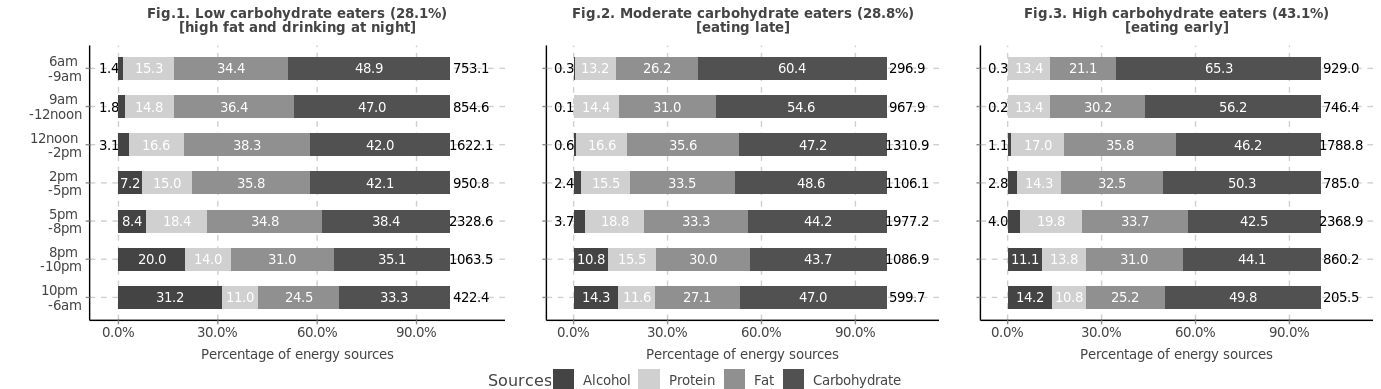 Fig.1. Low carbohydrate eaters (28.1%)
[high fat and drinking at night]
6am
-9am
1.4 15.3 34.4 48.9 753.1
9am
-12noon
1.8 14.8 36.4 47.0 854.6
12noon
-2pm
3.1 16.6 38.3 42.0 1622.1
2pm
-5pm
7.2 15.0 35.8 42.1 950.8
5pm
-8pm
8.4 18.4 34.8 38.4 2328.6
8pm
-10pm
20.0 14.0 31.0 35.1 1063.5
10pm
-6am
31.2 11.0 24.5 33.3 422.4
0.0% 30.0% 60.0% 90.0%
Percentage of energy sources
Fig.2. Moderate carbohydrate eaters (28.8%)
[eating late]
0.3 13.2 26.2 60.4 296.9
0.1 14.4 31.0 54.6 967.9
0.6 16.6 35.6 47.2 1310.9
2.4 15.5 33.5 48.6 1106.1
3.7 18.8 33.3 44.2 1977.2
10.8 15.5 30.0 43.7 1086.9
14.3 11.6 27.1 47.0 599.7
0.0% 30.0% 60.0% 90.0%
Percentage of energy sources
Fig.3. High carbohydrate eaters (43.1%)
[eating early]
0.3 13.4 21.1 65.3 929.0
0.2 13.4 30.2 56.2 746.4
1.1 17.0 35.8 46.2 1788.8
2.8 14.3 32.5 50.3 785.0
4.0 19.8 33.7 42.5 2368.9
11.1 13.8 31.0 44.1 860.2
14.2 10.8 25.2 49.8 205.5
0.0% 30.0% 60.0% 90.0%
Percentage of energy sources
Sources Alcohol Protein Fat Carbohydrate